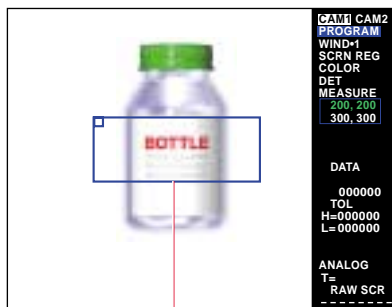 CAM1 CAM2
PROGRAM
WIND•1
SCRN REG
COLOR
DET
MEASURE
200, 200
300, 300
BOTTLE
DATA
000000
TOL
H=000000
L=000000
ANALOG
T=
RAW SCR
--------